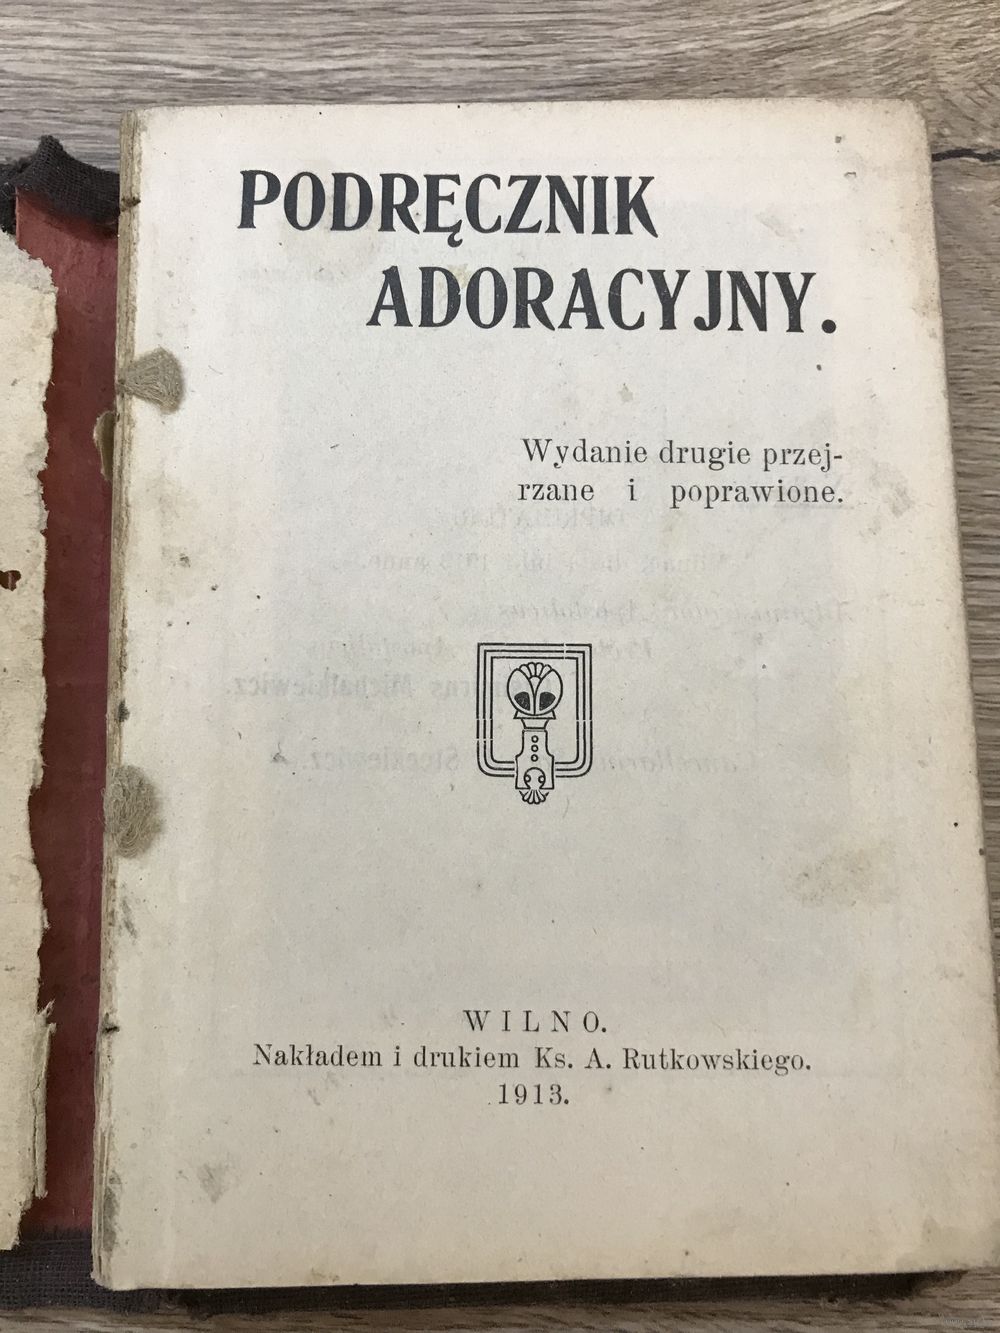 PODRĘCZNIK
ADORACYJNY.
Wydanie drugie przej-
rzane i poprawione.
WILNO.
Nakładem i drukiem Ks. A. Rutkowskiego.
1913.